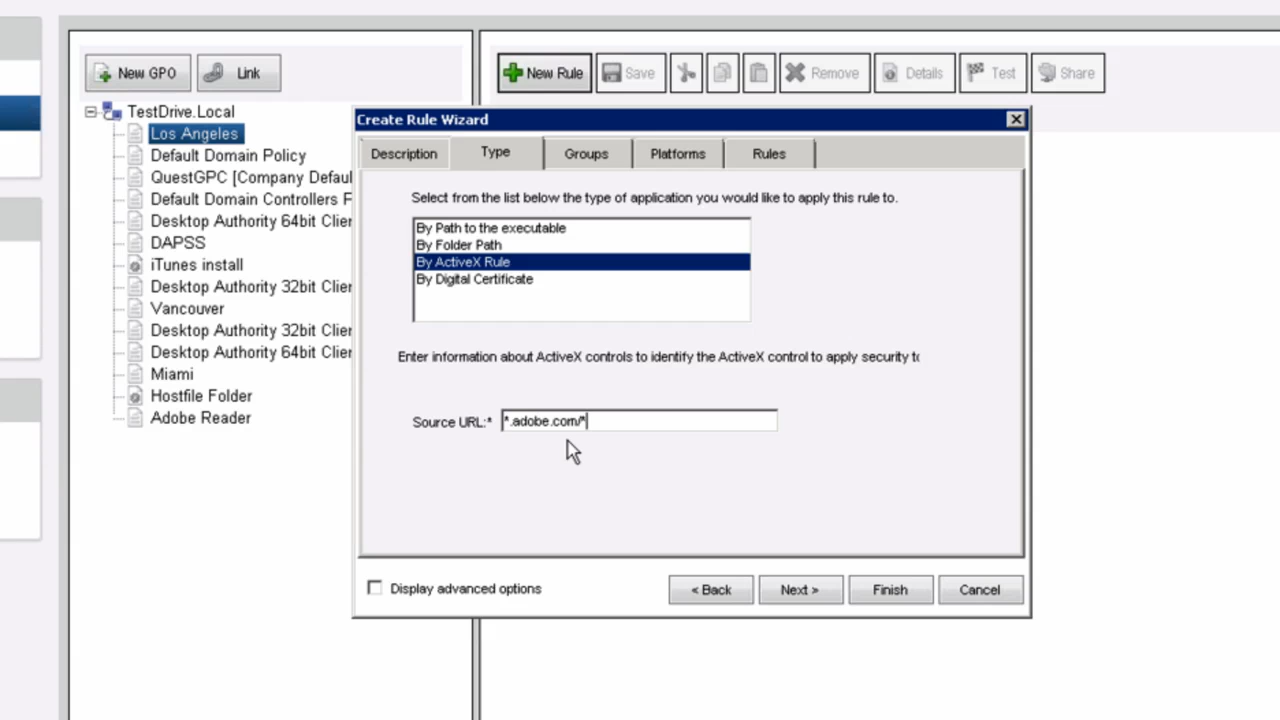 New GPO
Link
TestDrive.Local
Los Angeles
Default Domain Policy
QuestGPC [Company Defaul
Default Domain Controllers F
Desktop Authority 64bit Clier
DAPSS
iTunes install
Desktop Authority 32bit Clier
Vancouver
Desktop Authority 32bit Clier
Desktop Authority 64bit Clier
Miami
Hostfile Folder
Adobe Reader
New Rule
Save
Remove
Details
Test
Share
Create Rule Wizard
Description
Type
Groups
Platforms
Rules
Select from the list below the type of application you would like to apply this rule to.
By Path to the executable
By Folder Path
By ActiveX Rule
By Digital Certificate
Enter information about ActiveX controls to identify the ActiveX control to apply security to
Source URL:* *.adobe.com/*
Display advanced options
< Back
Next >
Finish
Cancel